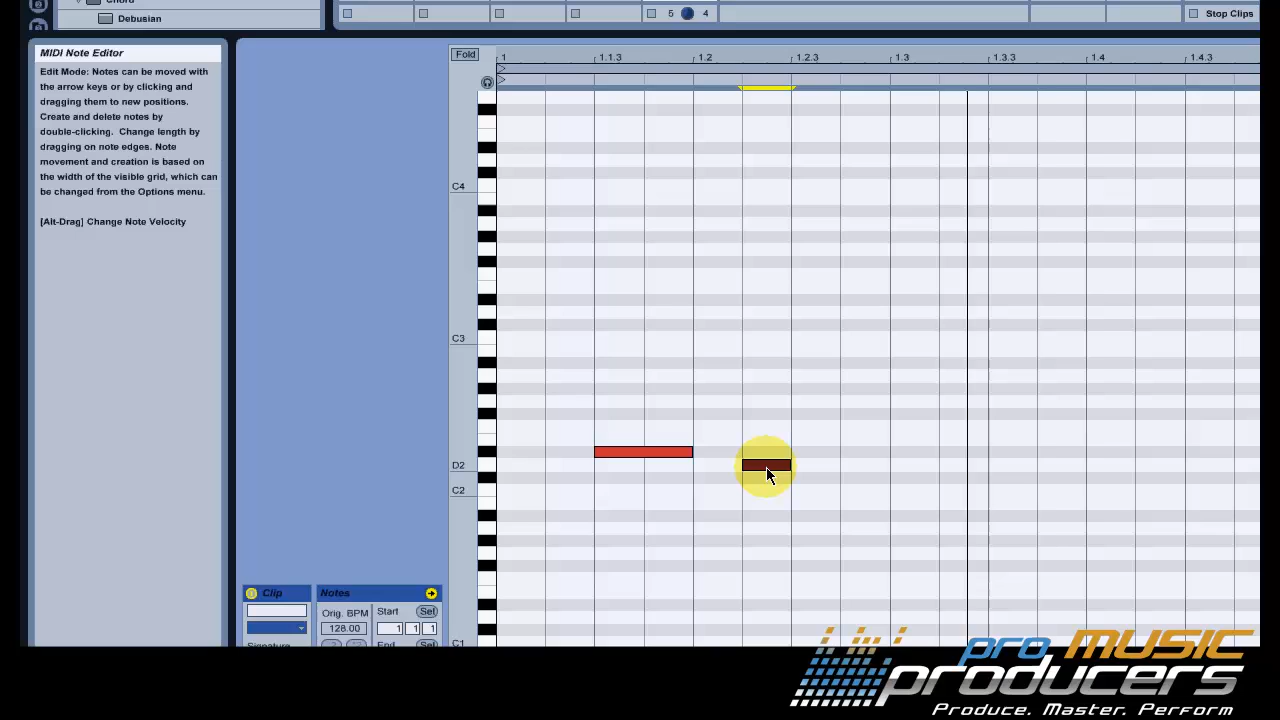 Debusian
5 4
Stop Clips
MIDI Note Editor
Edit Mode: Notes can be moved with
the arrow keys or by clicking and
dragging them to new positions.
Create and delete notes by
double-clicking. Change length by
dragging on note edges. Note
movement and creation is based on
the width of the visible grid, which can
be changed from the Options menu.
[Alt-Drag] Change Note Velocity
Fold
1 1.1.3 1.2 1.2.3 1.3 1.3.3 1.4 1.4.3
C4
C3
D2
C2
C1
Clip
Notes
Orig. BPM
128.00
Start
Set
1 1 1
End
Set
pro MUSIC
producers
Produce. Master. Perform